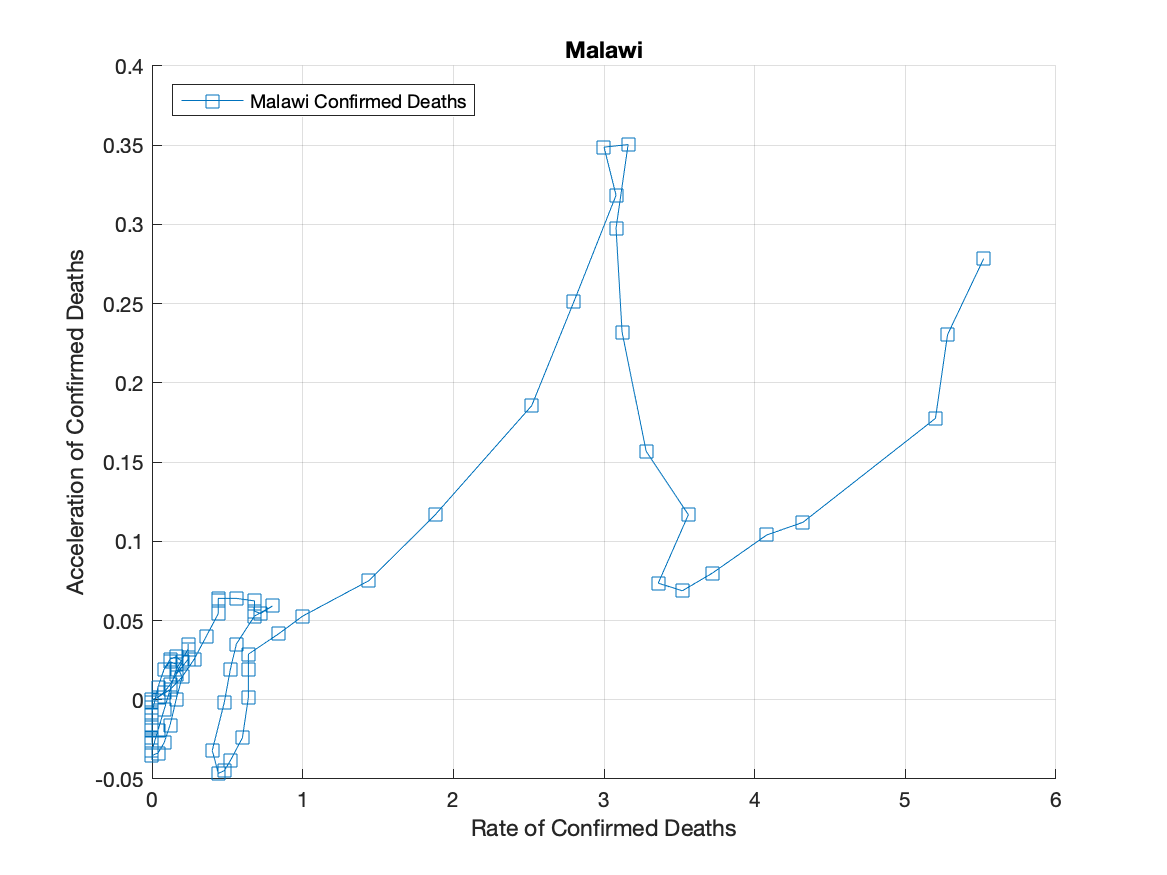 Malawi
Malawi Confirmed Deaths
Acceleration of Confirmed Deaths
0.4
0.35
0.3
0.25
0.2
0.15
0.1
0.05
0
-0.05
0 1 2 3 4 5 6
Rate of Confirmed Deaths